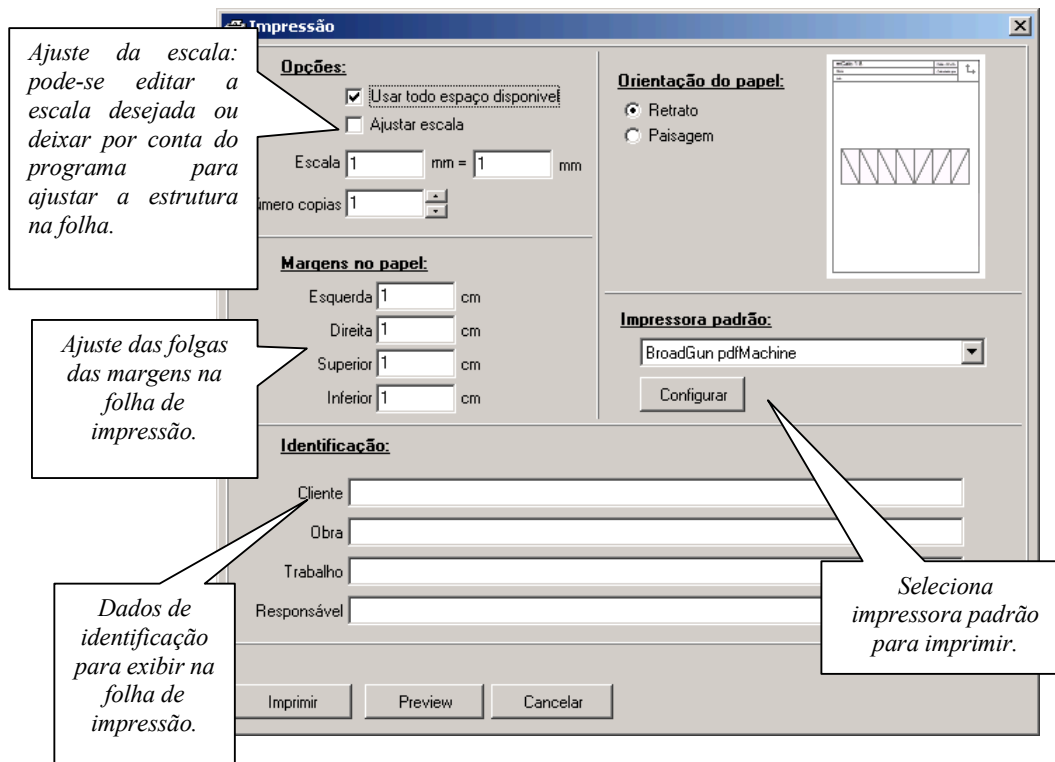 Impressão
Ajuste da escala:
pode-se editar a
escala desejada ou
deixar por conta do
programa para
ajustar a estrutura
na folha.
Opções:
Usar todo espaço disponivel
Ajustar escala
Escala 1 mm = 1 mm
úmero copias 1
Orientação do papel:
Retrato
Paisagem
Margens no papel:
Esquerda 1 cm
Direita 1 cm
Superior 1 cm
Inferior 1 cm
Ajuste das folgas
das margens na
folha de
impressão.
Impressora padrão:
BroadGun pdfMachine
Configurar
Identificação:
Cliente
Obra
Trabalho
Responsável
Dados de
identificação
para exibir na
folha de
impressão.
Seleciona
impressora padrão
para imprimir.
Imprimir Preview Cancelar